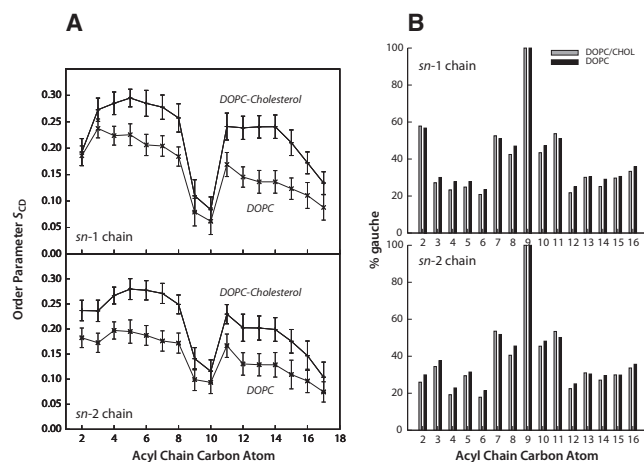 A
B
Order Parameter SCD
0.30
0.25
0.20
0.15
0.10
0.05
DOPC-Cholesterol
DOPC
sn-1 chain
0.30
0.25
0.20
0.15
0.10
0.05
0.00
DOPC-Cholesterol
DOPC
sn-2 chain
2 4 6 8 10 12 14 16 18
Acyl Chain Carbon Atom
% gauche
DOPC/CHOL
DOPC
sn-1 chain
100
80
60
40
20
0
2 3 4 5 6 7 8 9 10 11 12 13 14 15 16
sn-2 chain
100
80
60
40
20
0
2 3 4 5 6 7 8 9 10 11 12 13 14 15 16
Acyl Chain Carbon Atom